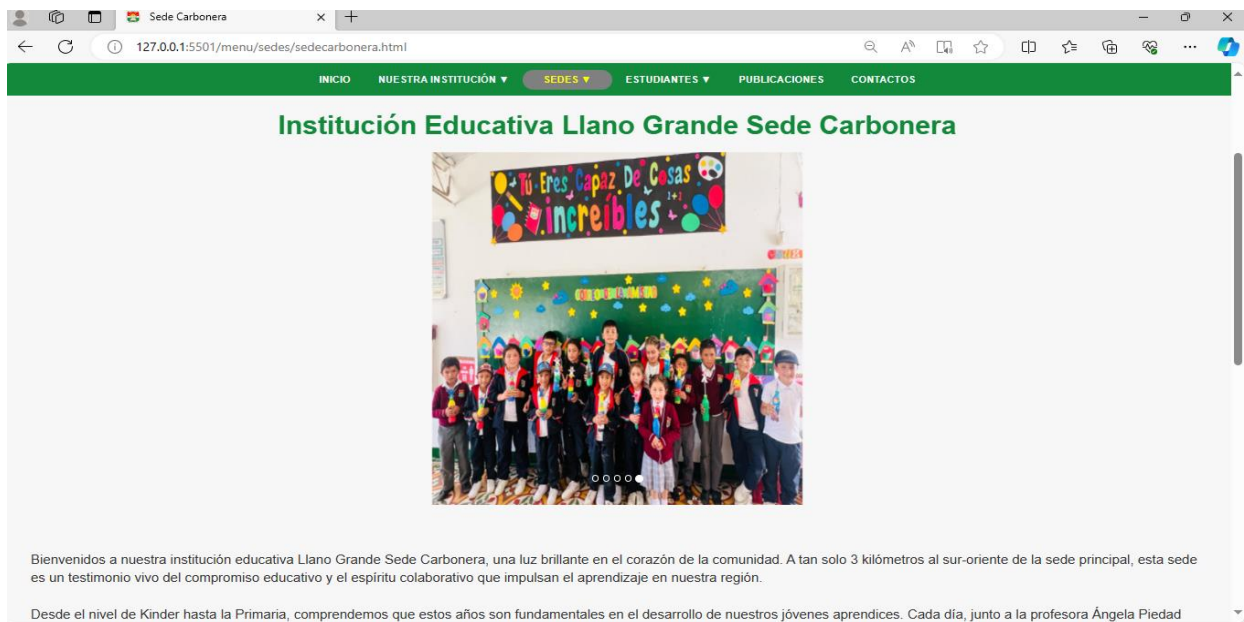 Sede Carbonera
127.0.0.1:5501/menu/sedes/sedecarbonera.html
INICIO NUESTRA INSTITUCIÓN ▼ SEDES ▼ ESTUDIANTES ▼ PUBLICACIONES CONTACTOS
Institución Educativa Llano Grande Sede Carbonera
Tú Eres Capaz De Cosas
1+1
increíbles
Bienvenidos a nuestra institución educativa Llano Grande Sede Carbonera, una luz brillante en el corazón de la comunidad. A tan solo 3 kilómetros al sur-oriente de la sede principal, esta sede
es un testimonio vivo del compromiso educativo y el espíritu colaborativo que impulsan el aprendizaje en nuestra región.
Desde el nivel de Kinder hasta la Primaria, comprendemos que estos años son fundamentales en el desarrollo de nuestros jóvenes aprendices. Cada día, junto a la profesora Ángela Piedad